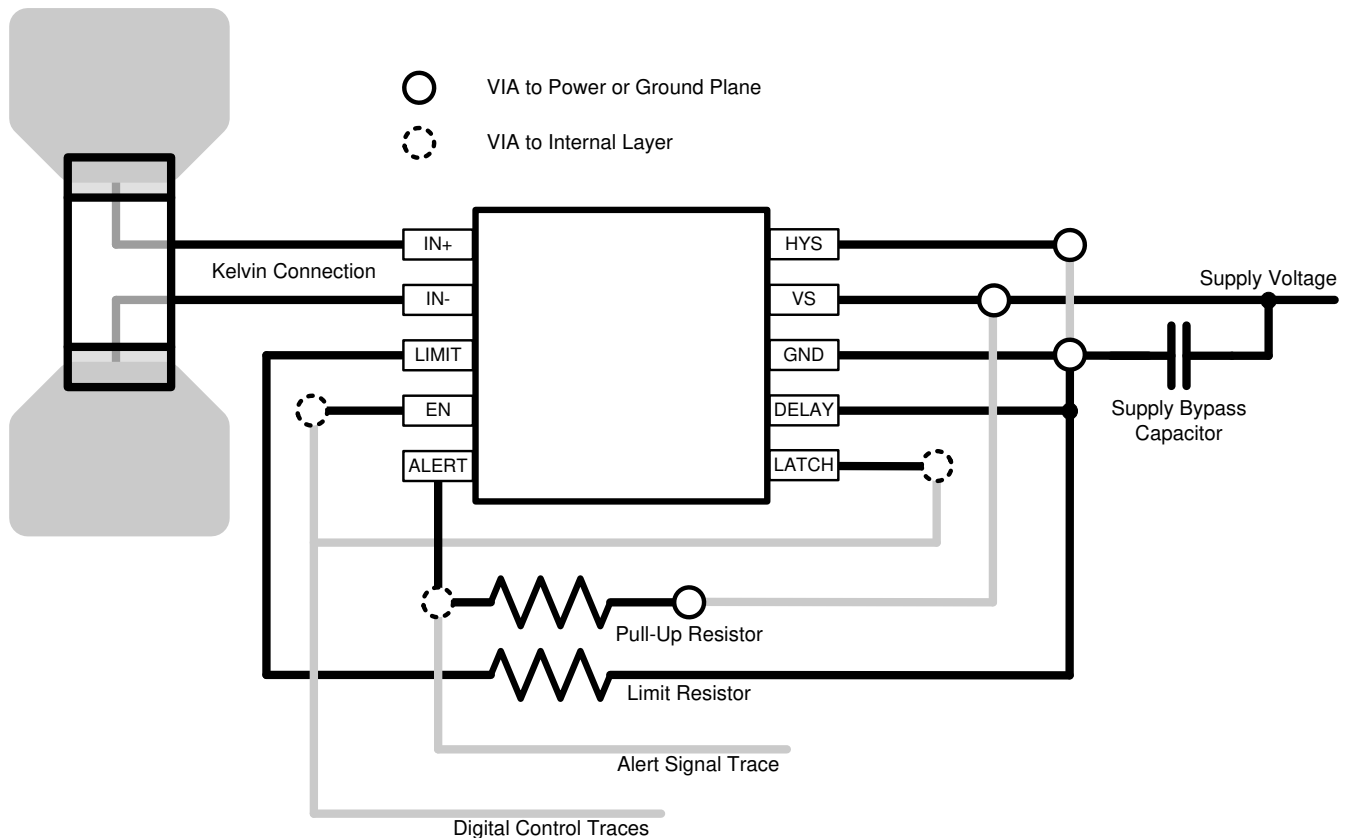 VIA to Power or Ground Plane
VIA to Internal Layer
IN+
HYS
Kelvin Connection
Supply Voltage
IN-
VS
LIMIT
GND
EN
DELAY
Supply Bypass
Capacitor
ALERT
LATCH
Pull-Up Resistor
Limit Resistor
Alert Signal Trace
Digital Control Traces